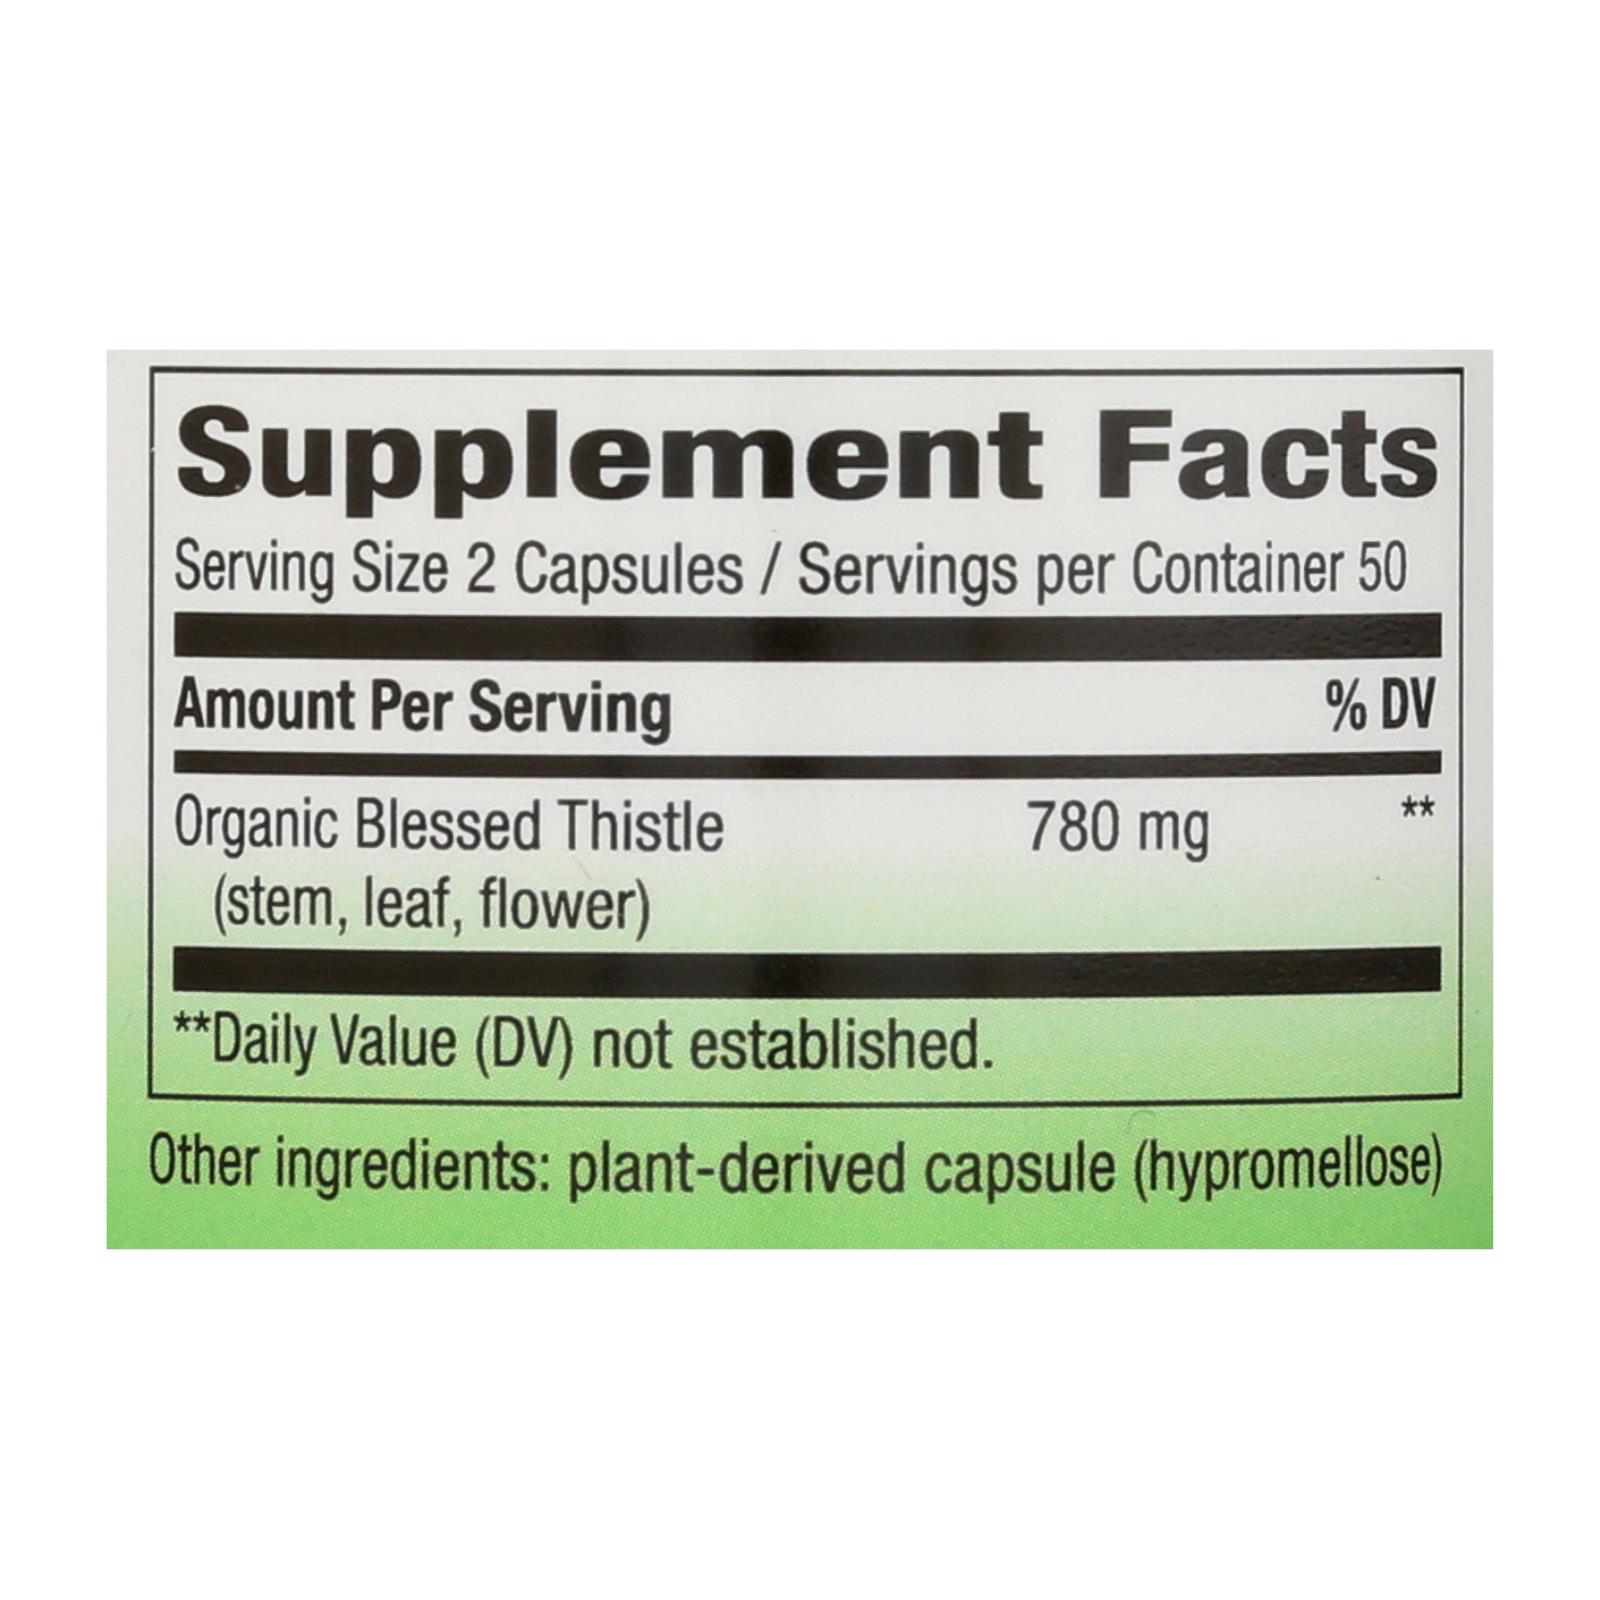 Supplement Facts
Serving Size 2 Capsules / Servings per Container 50
Amount Per Serving % DV
Organic Blessed Thistle 780 mg **
(stem, leaf, flower)
**Daily Value (DV) not established.
Other ingredients: plant-derived capsule (hypromellose)